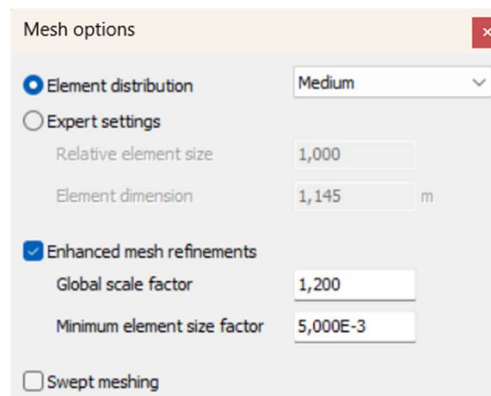 Mesh options
Element distribution Medium
Expert settings
Relative element size 1,000
Element dimension 1,145 m
Enhanced mesh refinements
Global scale factor 1,200
Minimum element size factor 5,000E-3
Swept meshing